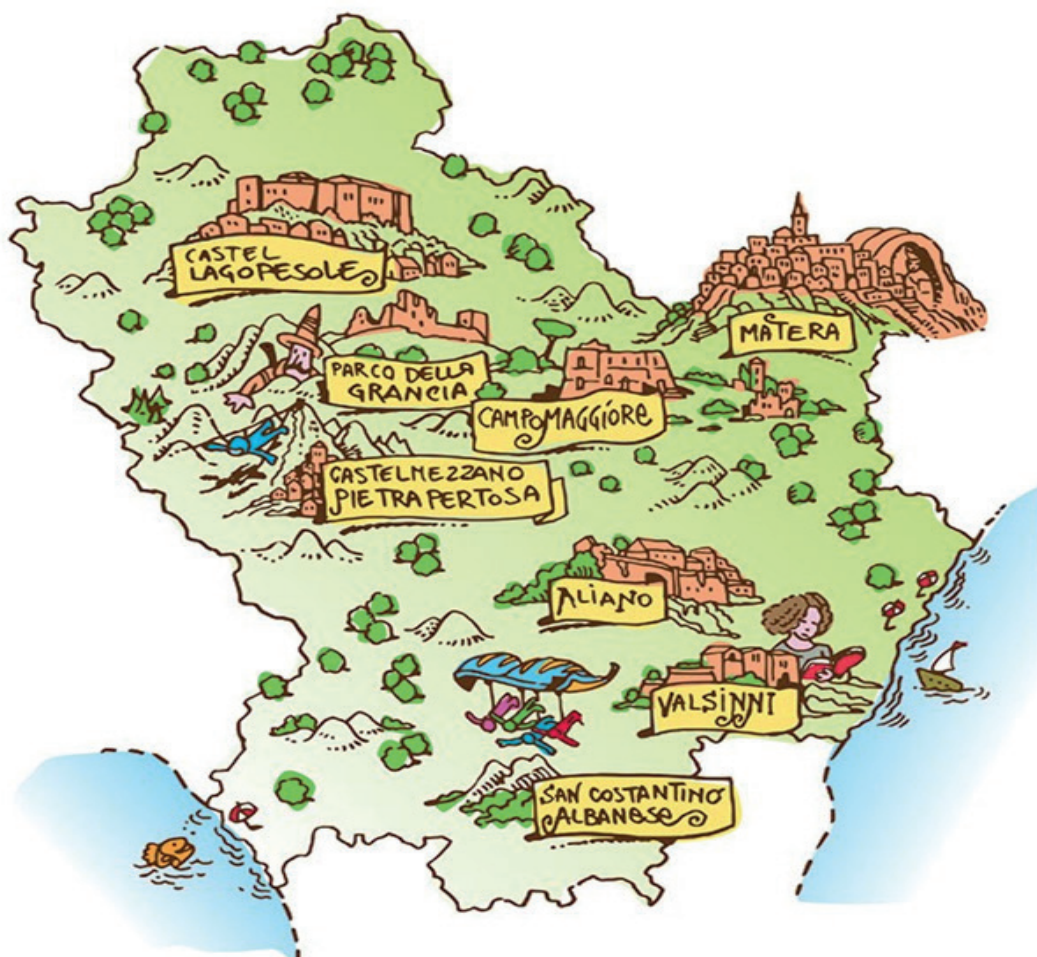 CASTEL
LAGOPESOLE
MATERA
PARCO DELLA
GRANCIA
CAMPOMAGGIORE
CASTELMEZZANO
PIETRAPERTOSA
ALIANO
VALSINNI
SAN COSTANTINO
ALBANESE